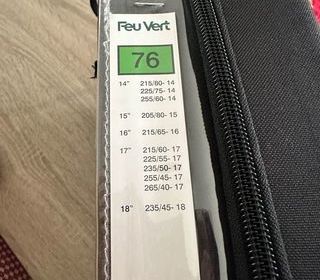 Feu Vert
76
14" 215/80- 14
225/75- 14
255/60- 14
15" 205/80- 15
16" 215/65- 16
17" 215/60- 17
225/55- 17
235/50- 17
255/45- 17
265/40- 17
18" 235/45- 18